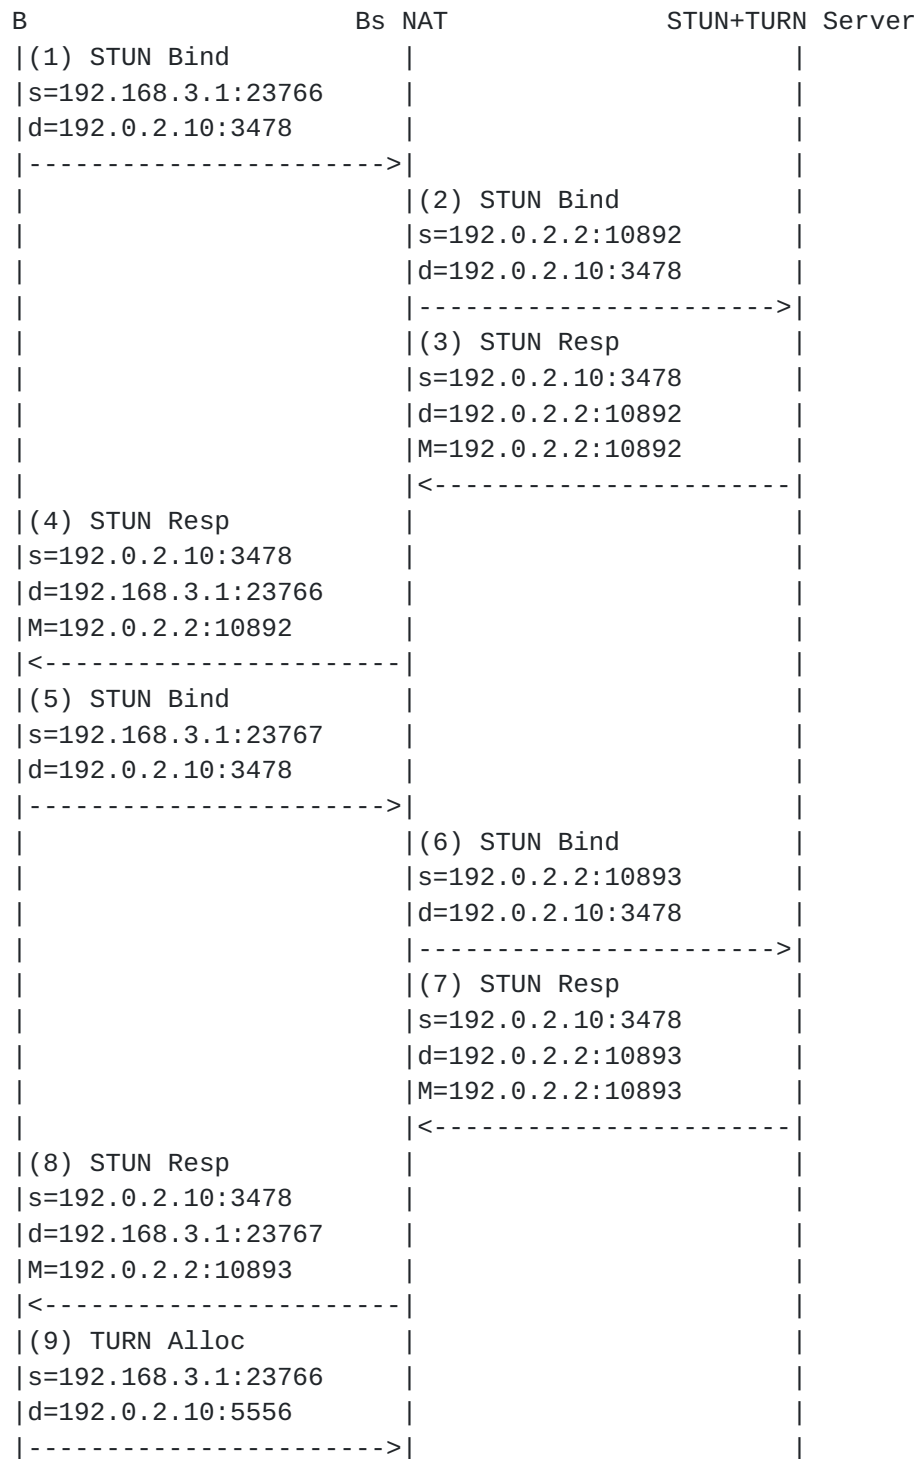 B                     Bs NAT              STUN+TURN Server
|(1) STUN Bind           |                        |
|s=192.168.3.1:23766     |                        |
|d=192.0.2.10:3478       |                        |
|----------------------->|                        |
|                        |(2) STUN Bind           |
|                        |s=192.0.2.2:10892       |
|                        |d=192.0.2.10:3478       |
|                        |----------------------->|
|                        |(3) STUN Resp           |
|                        |s=192.0.2.10:3478       |
|                        |d=192.0.2.2:10892       |
|                        |M=192.0.2.2:10892       |
|                        |<-----------------------|
|(4) STUN Resp           |                        |
|s=192.0.2.10:3478       |                        |
|d=192.168.3.1:23766     |                        |
|M=192.0.2.2:10892       |                        |
|<-----------------------|                        |
|(5) STUN Bind           |                        |
|s=192.168.3.1:23767     |                        |
|d=192.0.2.10:3478       |                        |
|----------------------->|                        |
|                        |(6) STUN Bind           |
|                        |s=192.0.2.2:10893       |
|                        |d=192.0.2.10:3478       |
|                        |----------------------->|
|                        |(7) STUN Resp           |
|                        |s=192.0.2.10:3478       |
|                        |d=192.0.2.2:10893       |
|                        |M=192.0.2.2:10893       |
|                        |<-----------------------|
|(8) STUN Resp           |                        |
|s=192.0.2.10:3478       |                        |
|d=192.168.3.1:23767     |                        |
|M=192.0.2.2:10893       |                        |
|<-----------------------|                        |
|(9) TURN Alloc          |                        |
|s=192.168.3.1:23766     |                        |
|d=192.0.2.10:5556       |                        |
|----------------------->|                        |